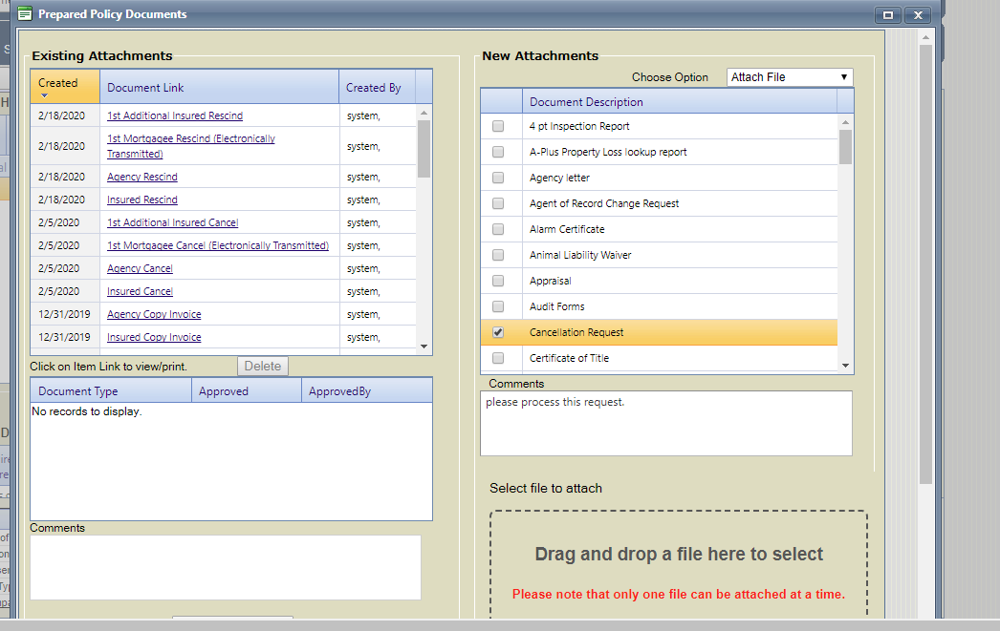 Prepared Policy Documents
Existing Attachments
Created
Document Link
Created By
2/18/2020 1st Additional Insured Rescind system,
2/18/2020 1st Mortgagee Rescind (Electronically
Transmitted) system,
2/18/2020 Agency Rescind system,
2/18/2020 Insured Rescind system,
2/5/2020 1st Additional Insured Cancel system,
2/5/2020 1st Mortgagee Cancel (Electronically Transmitted) system,
2/5/2020 Agency Cancel system,
2/5/2020 Insured Cancel system,
12/31/2019 Agency Copy Invoice system,
12/31/2019 Insured Copy Invoice system,
Click on Item Link to view/print.
Delete
Document Type Approved ApprovedBy
No records to display.
Comments
New Attachments
Choose Option Attach File
Document Description
4 pt Inspection Report
A-Plus Property Loss lookup report
Agency letter
Agent of Record Change Request
Alarm Certificate
Animal Liability Waiver
Appraisal
Audit Forms
Cancellation Request
Certificate of Title
Comments
please process this request.
Select file to attach
Drag and drop a file here to select
Please note that only one file can be attached at a time.